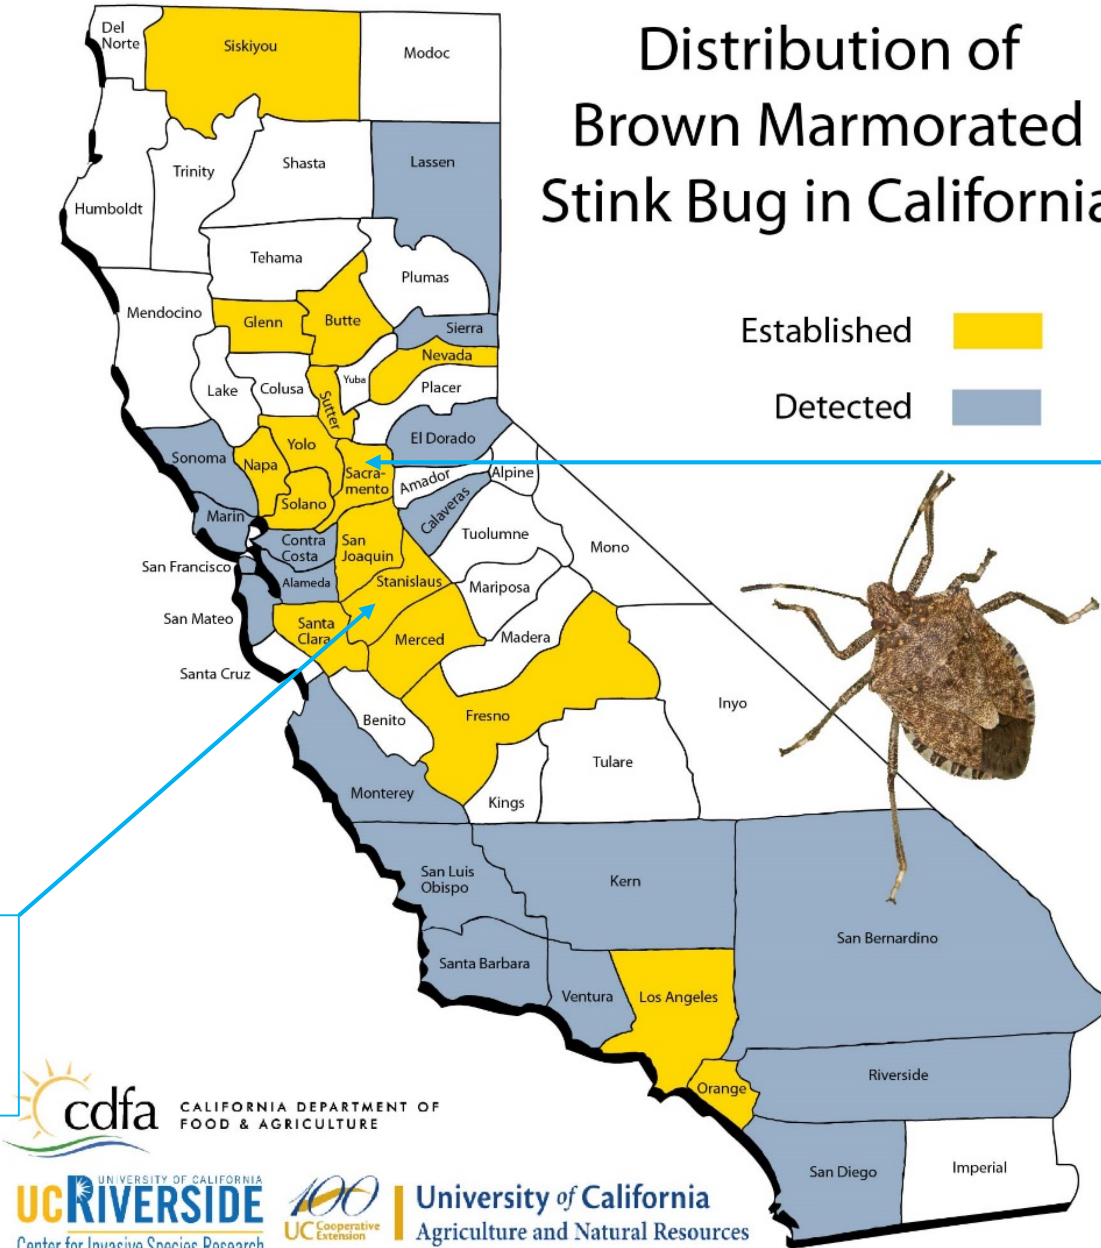 Distribution of
Brown Marmorated
Stink Bug in California
Established
Detected
Del
Norte
Siskiyou
Modoc
Trinity
Shasta
Lassen
Humboldt
Tehama
Plumas
Mendocino
Glenn
Butte
Sierra
Nevada
Lake
Colusa
Sutter
Yuba
Placer
Sonoma
Napa
Yolo
Sacra-
mento
El Dorado
Amador
Alpine
Solano
Marin
Contra
Costa
San
Joaquin
Calaveras
Tuolumne
Mono
San Francisco
Alameda
Stanislaus
Mariposa
San Mateo
Santa
Clara
Merced
Madera
Santa Cruz
Benito
Fresno
Inyo
Monterey
Kings
Tulare
San Luis
Obispo
Kern
San Bernardino
Santa Barbara
Ventura
Los Angeles
Orange
Riverside
San Diego
Imperial
cdfa
CALIFORNIA DEPARTMENT OF
FOOD & AGRICULTURE
UNIVERSITY OF CALIFORNIA
UCRIVERSIDE
Center for Invasive Species Research
100
UC Cooperative
Extension
University of California
Agriculture and Natural Resources